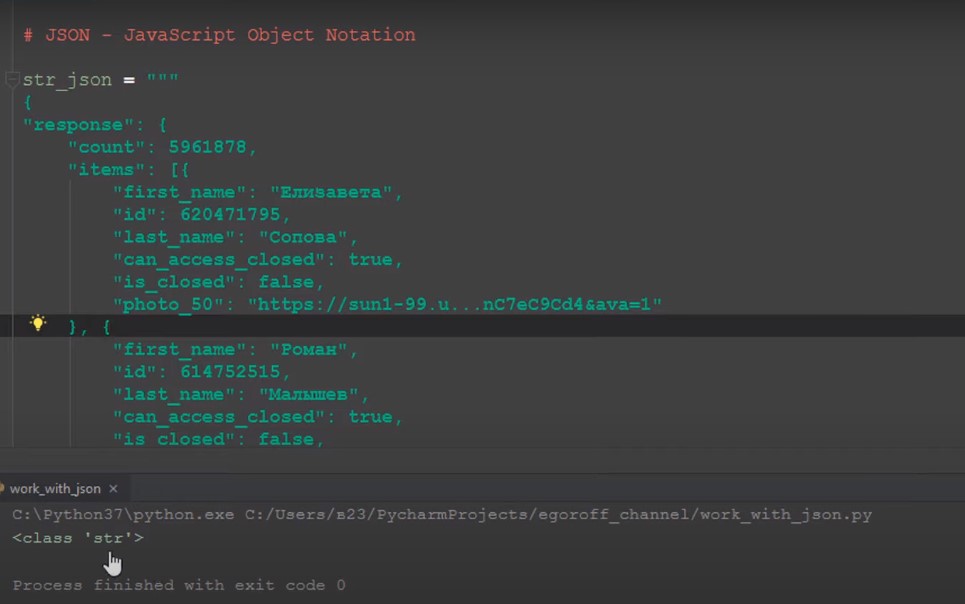 # JSON - JavaScript Object Notation
str_json = """
{
"response": {
"count": 5961878,
"items": [{
"first_name": "Елизавета",
"id": 620471795,
"last_name": "Сопова",
"can_access_closed": true,
"is_closed": false,
"photo_50": "https://sun1-99.u...nC7eC9Cd4&ava=1"
}, {
"first_name": "Роман",
"id": 614752515,
"last_name": "Малышев",
"can_access_closed": true,
"is_closed": false,
work_with_json ×
C:\Python37\python.exe C:/Users/в23/PycharmProjects/egoroff_channel/work_with_json.py
<class 'str'>
Process finished with exit code 0